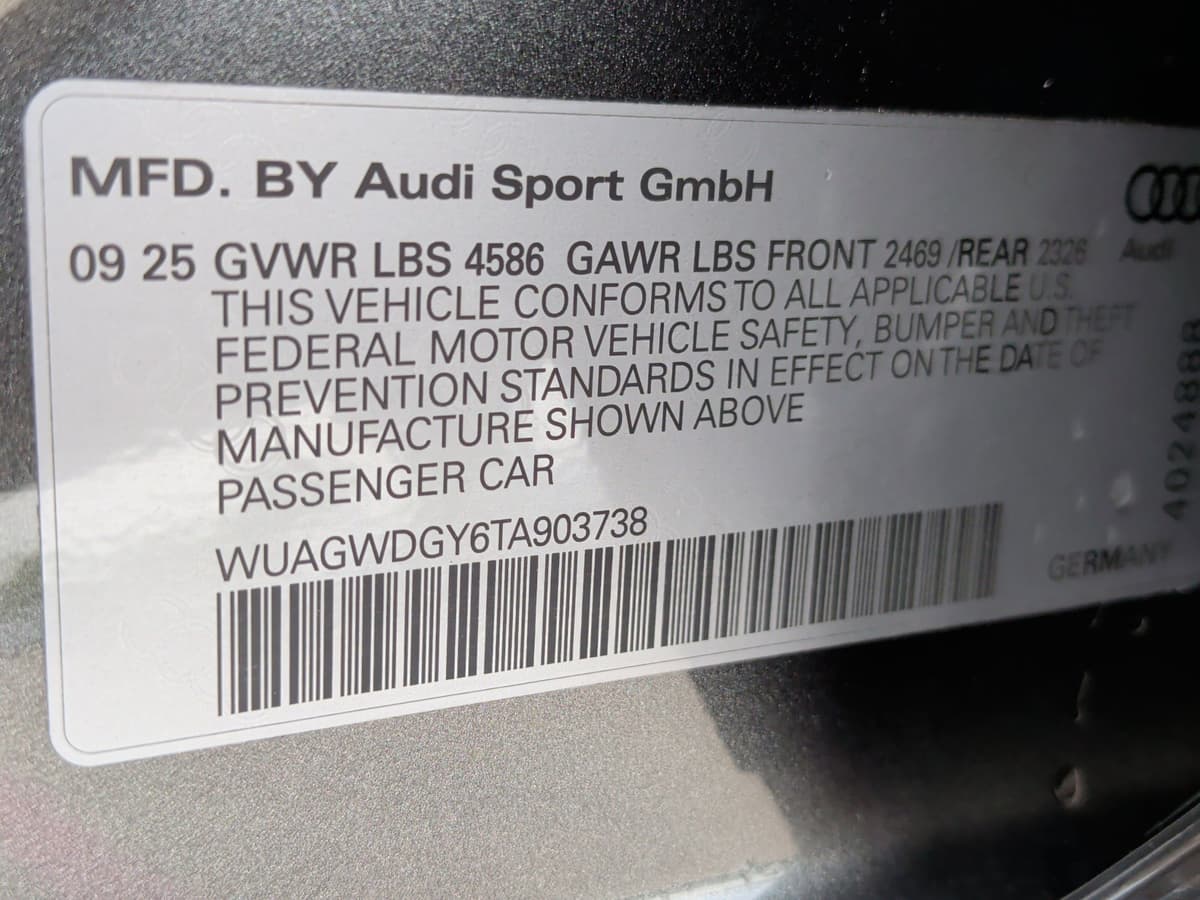 MFD. BY Audi Sport GmbH
Audi
09 25 GVWR LBS 4586 GAWR LBS FRONT 2469 /REAR 2326
THIS VEHICLE CONFORMS TO ALL APPLICABLE U.S.
FEDERAL MOTOR VEHICLE SAFETY, BUMPER AND THEFT
PREVENTION STANDARDS IN EFFECT ON THE DATE OF
MANUFACTURE SHOWN ABOVE
PASSENGER CAR
WUAGWDGY6TA903738
GERMANY